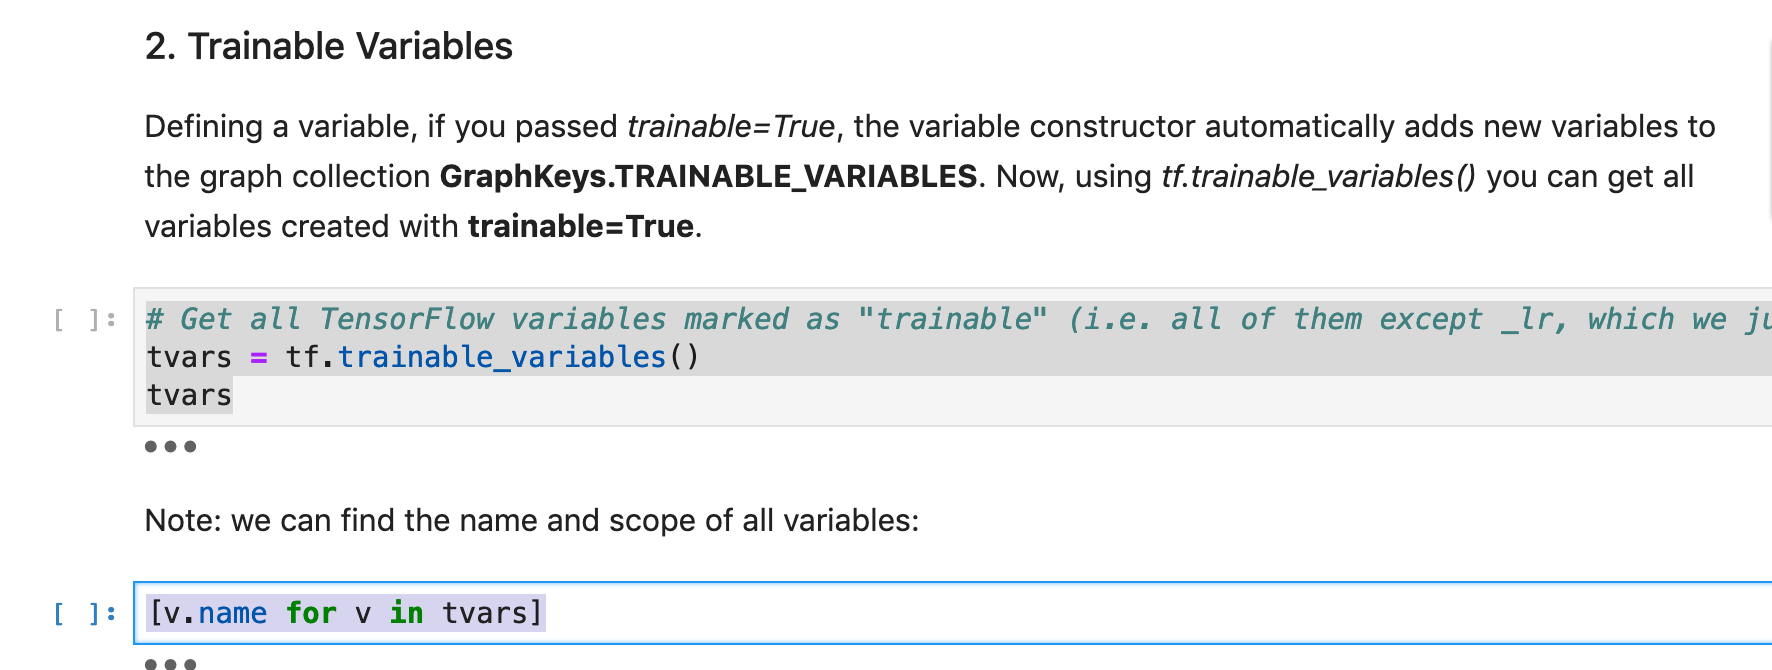 2. Trainable Variables
Defining a variable, if you passed trainable=True, the variable constructor automatically adds new variables to
the graph collection GraphKeys.TRAINABLE_VARIABLES. Now, using tf.trainable_variables() you can get all
variables created with trainable=True.
[ ]: # Get all TensorFlow variables marked as "trainable" (i.e. all of them except _lr, which we ju
tvars = tf.trainable_variables()
tvars
•••
Note: we can find the name and scope of all variables:
[ ]: [v.name for v in tvars]
•••